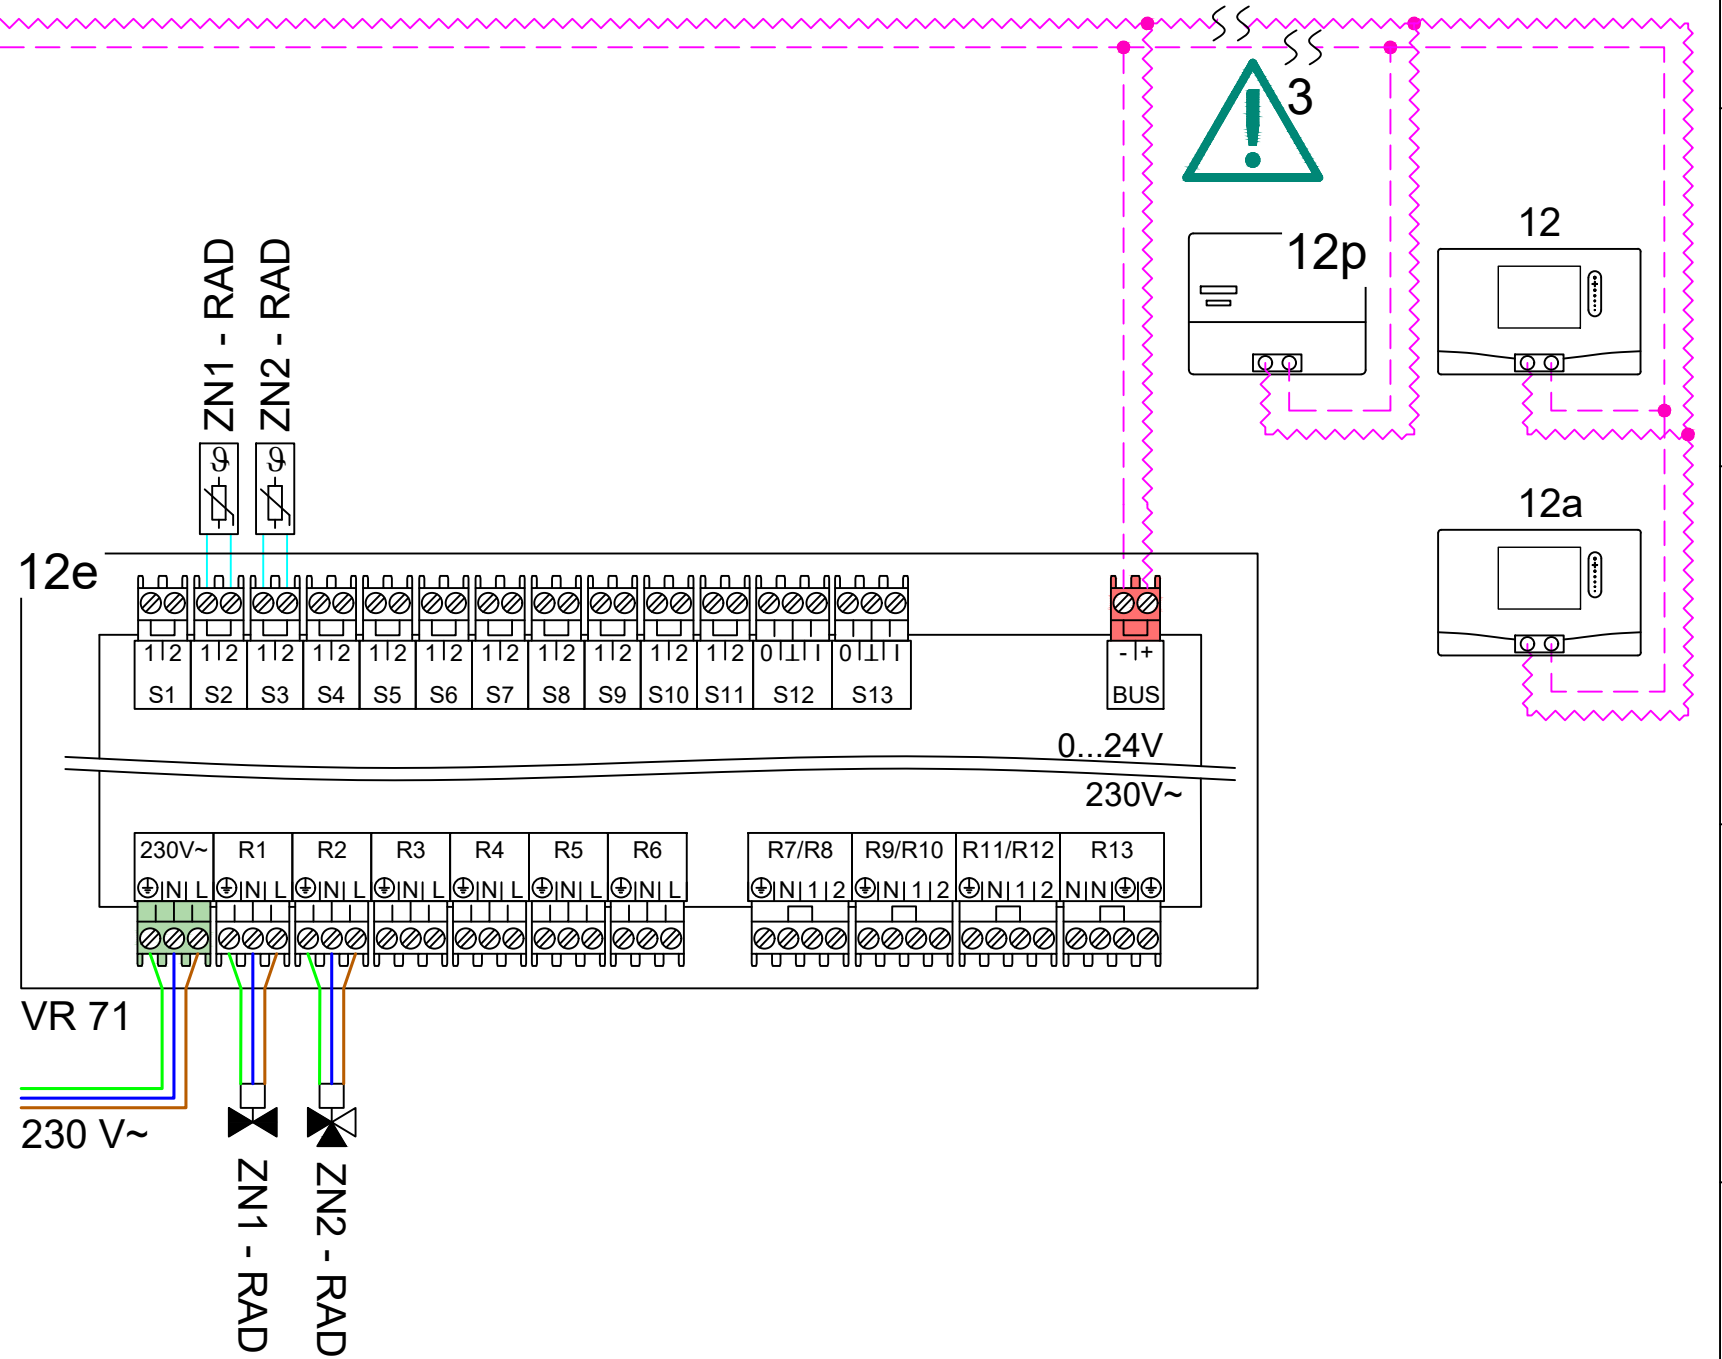 3
12p
12
12a
ZN1 - RAD
ZN2 - RAD
12e
1 2 1 2 1 2 1 2 1 2 1 2 1 2 1 2 1 2 1 2 1 2 0 ⊥ I 0 ⊥ I - +
S1 S2 S3 S4 S5 S6 S7 S8 S9 S10 S11 S12 S13 BUS
0...24V
230V~
230V~ R1 R2 R3 R4 R5 R6 R7/R8 R9/R10 R11/R12 R13
⏚ N L ⏚ N L ⏚ N L ⏚ N L ⏚ N L ⏚ N L ⏚ N L ⏚ N 1 2 ⏚ N 1 2 ⏚ N 1 2 N N ⏚ ⏚
VR 71
230 V~
ZN1 - RAD
ZN2 - RAD